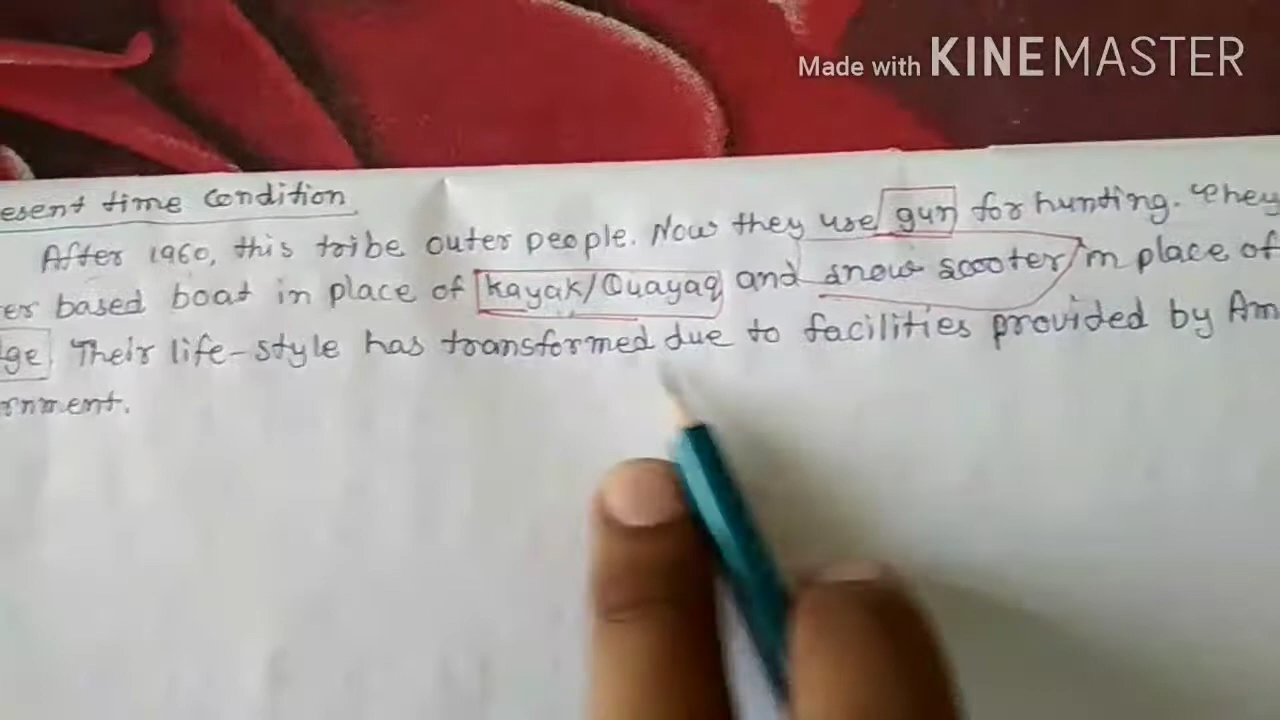 Made with KINEMASTER
esent time condition
After 1960, this tribe outer people. Now they use gun for hunting. They
er based boat in place of kayak/Quayaq and snow scooter in place of
dge Their life-style has transformed due to facilities provided by Am
ernment.